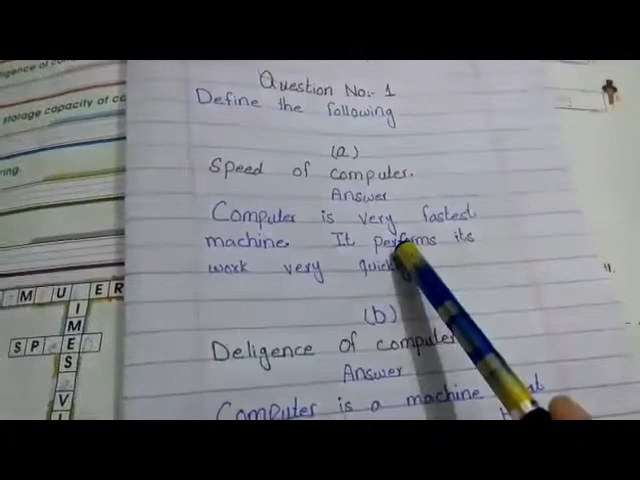 storage capacity of co
Question No:- 1
Define the following
(a)
Speed of computer.
Answer
Computer is very fastest
machine. It performs its
work very
(b)
Deligence of computer
Answer
Computer is a machine
M U E R
I
M
S P E
E
S
V
I